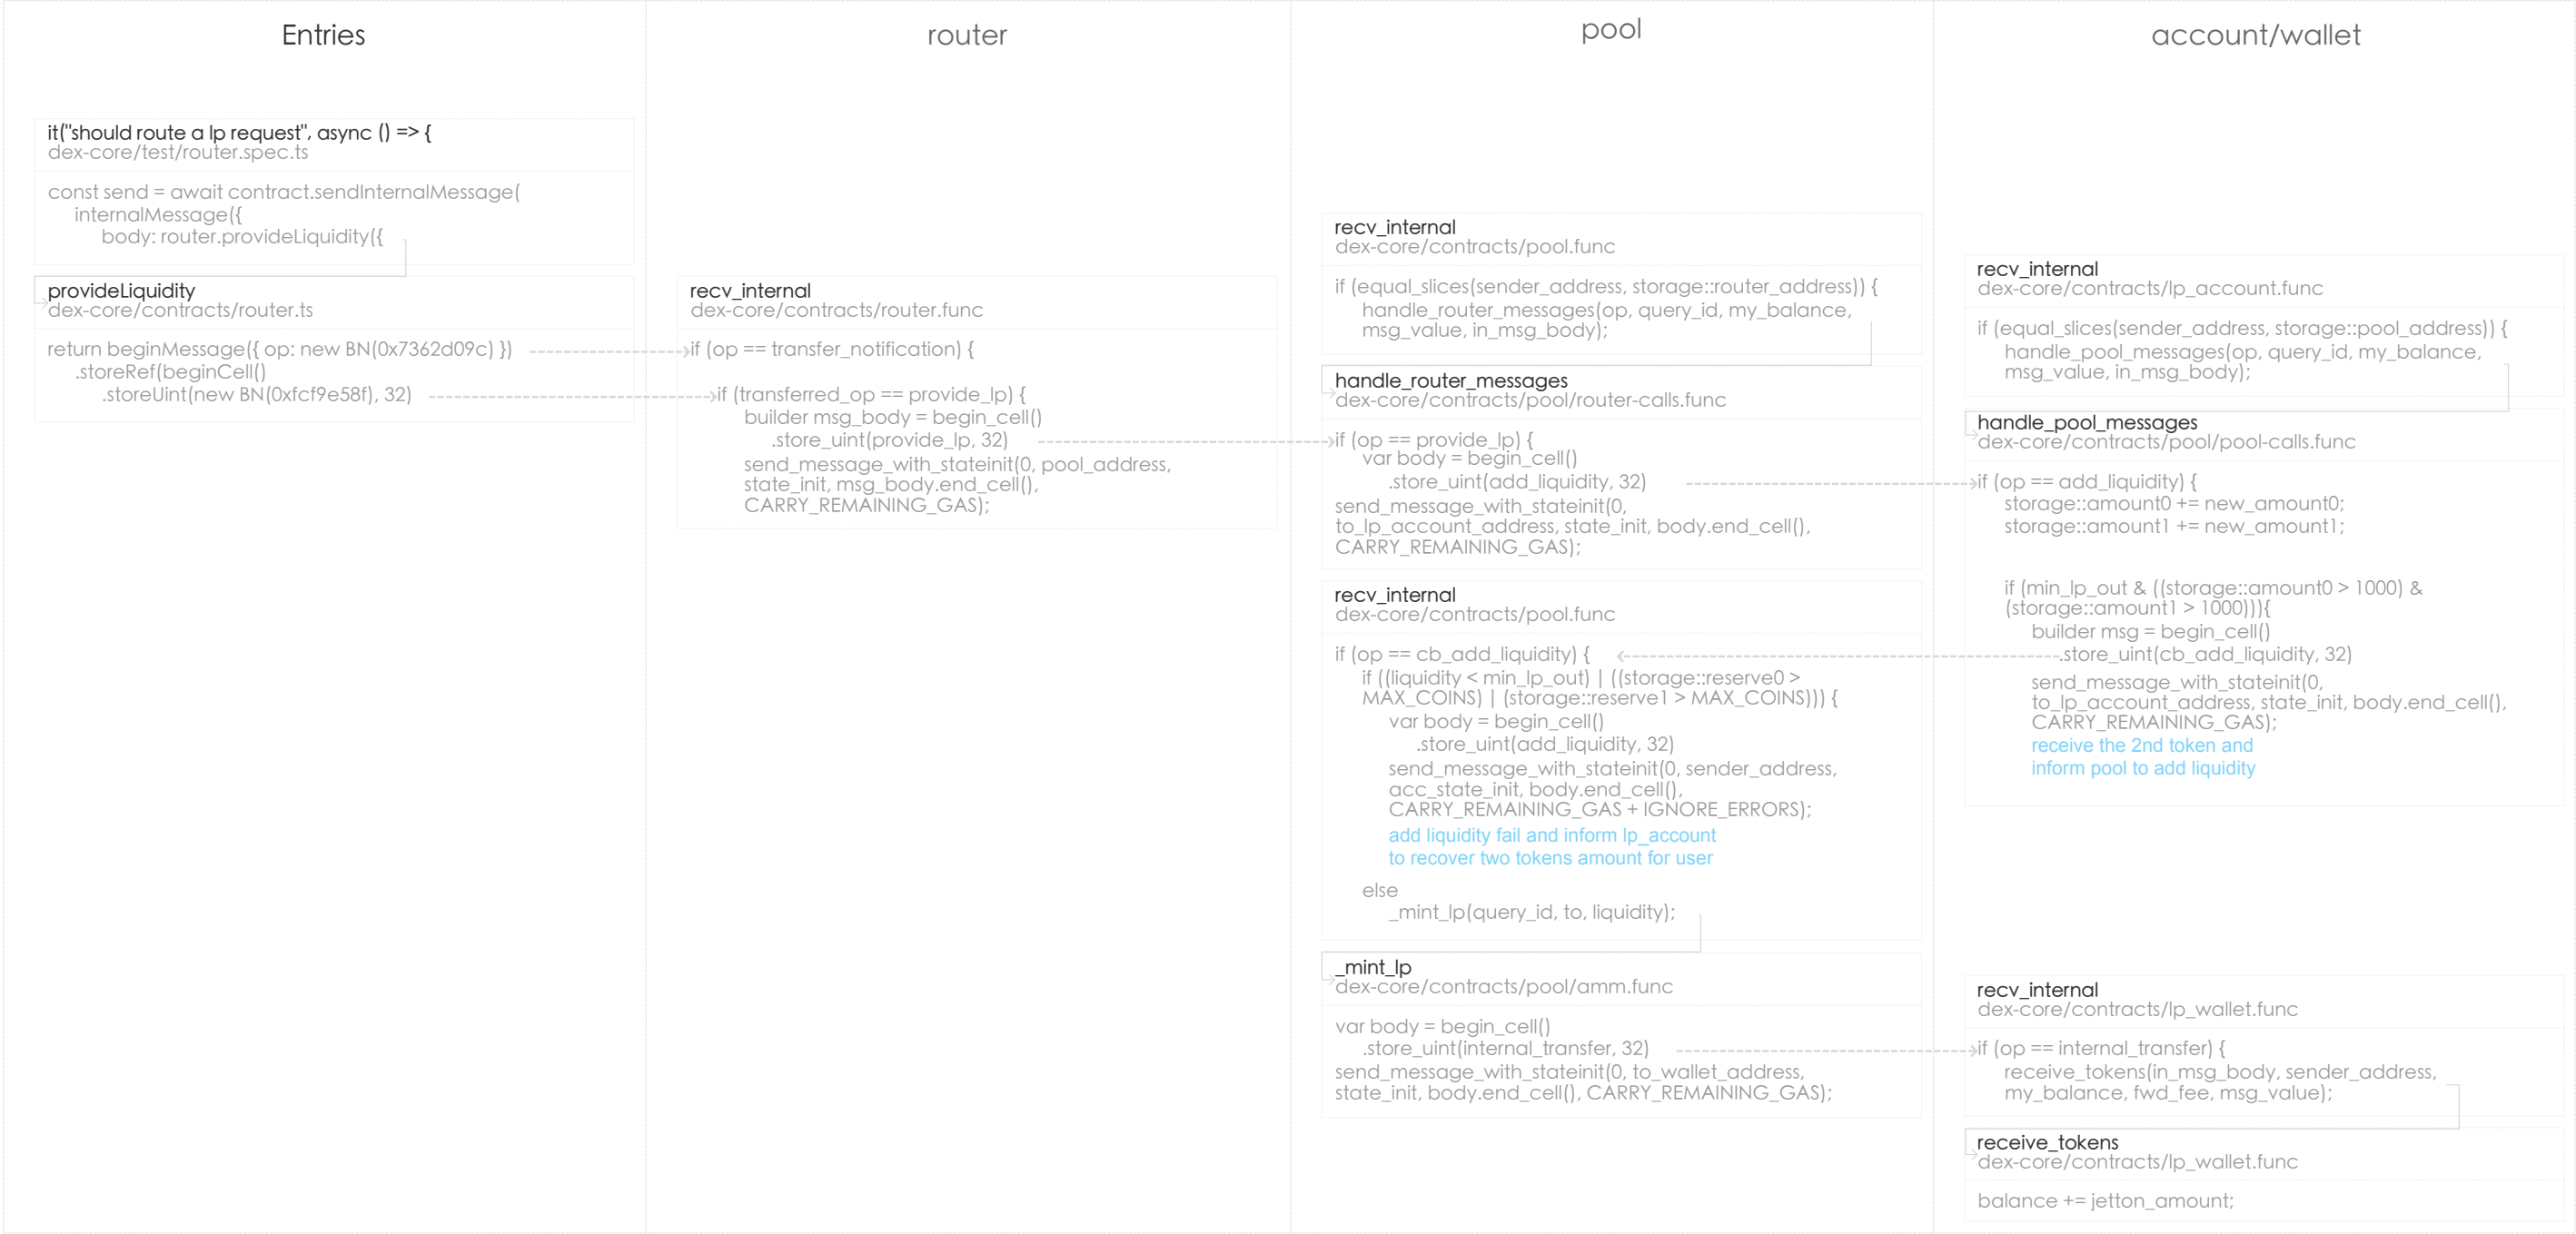 Entries
it("should route a lp request", async () => {
dex-core/test/router.spec.ts
const send = await contract.sendInternalMessage(
internalMessage({
body: router.provideLiquidity({
provideLiquidity
dex-core/contracts/router.ts
return beginMessage({ op: new BN(0x7362d09c) })
.storeRef(beginCell()
.storeUint(new BN(0xfcf9e58f), 32)
router
recv_internal
dex-core/contracts/router.func
if (op == transfer_notification) {
if (transferred_op == provide_lp) {
builder msg_body = begin_cell()
.store_uint(provide_lp, 32)
send_message_with_stateinit(0, pool_address,
state_init, msg_body.end_cell(),
CARRY_REMAINING_GAS);
pool
recv_internal
dex-core/contracts/pool.func
if (equal_slices(sender_address, storage::router_address)) {
handle_router_messages(op, query_id, my_balance,
msg_value, in_msg_body);
handle_router_messages
dex-core/contracts/pool/router-calls.func
if (op == provide_lp) {
var body = begin_cell()
.store_uint(add_liquidity, 32)
send_message_with_stateinit(0,
to_lp_account_address, state_init, body.end_cell(),
CARRY_REMAINING_GAS);
recv_internal
dex-core/contracts/pool.func
if (op == cb_add_liquidity) {
if ((liquidity < min_lp_out) | ((storage::reserve0 >
MAX_COINS) | (storage::reserve1 > MAX_COINS))) {
var body = begin_cell()
.store_uint(add_liquidity, 32)
send_message_with_stateinit(0, sender_address,
acc_state_init, body.end_cell(),
CARRY_REMAINING_GAS + IGNORE_ERRORS);
add liquidity fail and inform lp_account
to recover two tokens amount for user
else
_mint_lp(query_id, to, liquidity);
_mint_lp
dex-core/contracts/pool/amm.func
var body = begin_cell()
.store_uint(internal_transfer, 32)
send_message_with_stateinit(0, to_wallet_address,
state_init, body.end_cell(), CARRY_REMAINING_GAS);
account/wallet
recv_internal
dex-core/contracts/lp_account.func
if (equal_slices(sender_address, storage::pool_address)) {
handle_pool_messages(op, query_id, my_balance,
msg_value, in_msg_body);
handle_pool_messages
dex-core/contracts/pool/pool-calls.func
if (op == add_liquidity) {
storage::amount0 += new_amount0;
storage::amount1 += new_amount1;
if (min_lp_out & ((storage::amount0 > 1000) &
(storage::amount1 > 1000))){
builder msg = begin_cell()
.store_uint(cb_add_liquidity, 32)
send_message_with_stateinit(0,
to_lp_account_address, state_init, body.end_cell(),
CARRY_REMAINING_GAS);
receive the 2nd token and
inform pool to add liquidity
recv_internal
dex-core/contracts/lp_wallet.func
if (op == internal_transfer) {
receive_tokens(in_msg_body, sender_address,
my_balance, fwd_fee, msg_value);
receive_tokens
dex-core/contracts/lp_wallet.func
balance += jetton_amount;